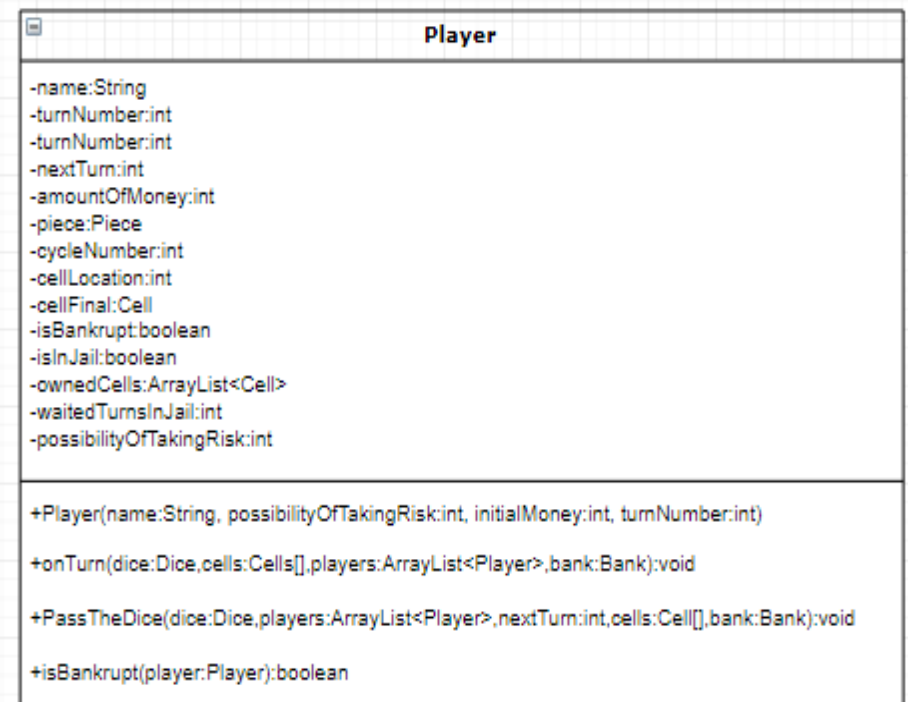 Player
-name:String
-turnNumber:int
-turnNumber:int
-nextTurn:int
-amountOfMoney:int
-piece:Piece
-cycleNumber:int
-cellLocation:int
-cellFinal:Cell
-isBankrupt:boolean
-isInJail:boolean
-ownedCells:ArrayList<Cell>
-waitedTurnsInJail:int
-possibilityOfTakingRisk:int
+Player(name:String, possibilityOfTakingRisk:int, initialMoney:int, turnNumber:int)
+onTurn(dice:Dice,cells:Cells[],players:ArrayList<Player>,bank:Bank):void
+PassTheDice(dice:Dice,players:ArrayList<Player>,nextTurn:int,cells:Cell[],bank:Bank):void
+isBankrupt(player:Player):boolean